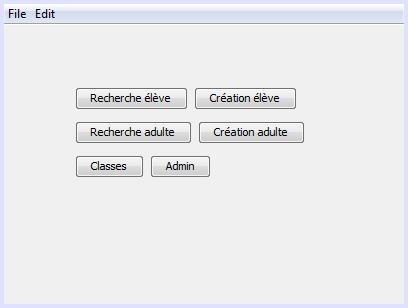 File Edit
Recherche élève Création élève
Recherche adulte Création adulte
Classes Admin